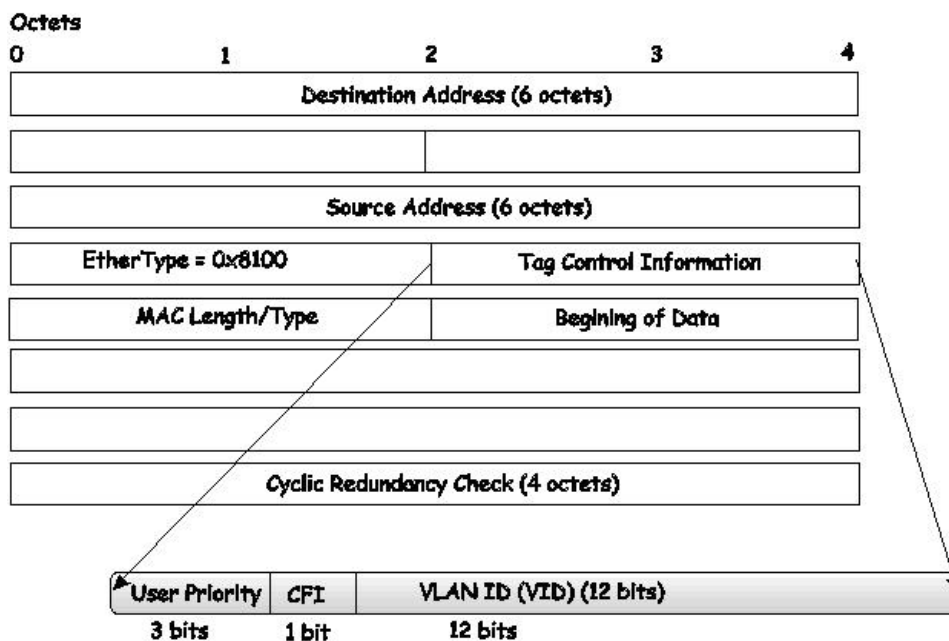 Octets
0 1 2 3 4
Destination Address (6 octets)
Source Address (6 octets)
EtherType = 0x8100 Tag Control Information
MAC Length/Type Begining of Data
Cyclic Redundancy Check (4 octets)
User Priority CFI VLAN ID (VID) (12 bits)
3 bits 1 bit 12 bits